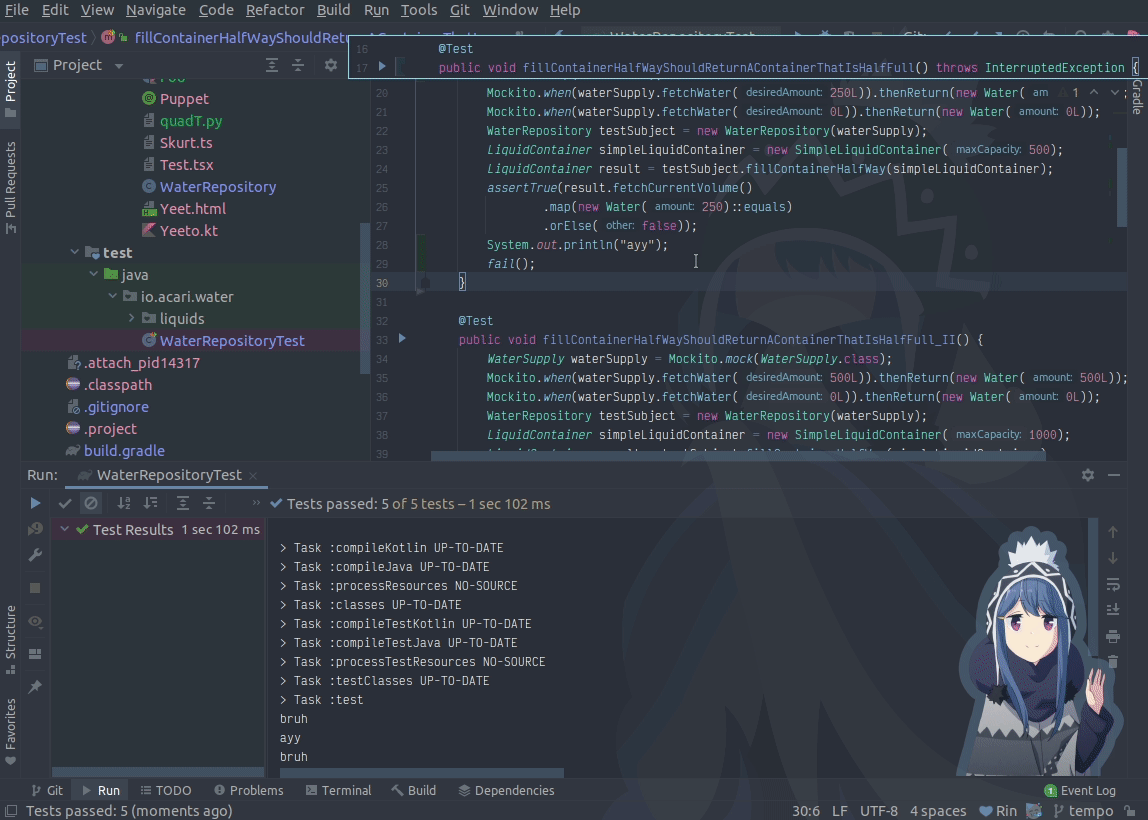 File Edit View Navigate Code Refactor Build Run Tools Git Window Help
positoryTest fillContainerHalfWayShouldRetu
16 @Test
17 public void fillContainerHalfWayShouldReturnAContainerThatIsHalfFull() throws InterruptedException {
Project
20 Mockito.when(waterSupply.fetchWater( desiredAmount: 250L)).thenReturn(new Water( am 1 ;
21 Mockito.when(waterSupply.fetchWater( desiredAmount: 0L)).thenReturn(new Water( amount: 0L));
22 WaterRepository testSubject = new WaterRepository(waterSupply);
23 LiquidContainer simpleLiquidContainer = new SimpleLiquidContainer( maxCapacity: 500);
24 LiquidContainer result = testSubject.fillContainerHalfWay(simpleLiquidContainer);
25 assertTrue(result.fetchCurrentVolume()
26 .map(new Water( amount: 250)::equals)
27 .orElse( other: false));
28 System.out.println("ayy");
29 fail();
30 }
31
32 @Test
33 public void fillContainerHalfWayShouldReturnAContainerThatIsHalfFull_II() {
34 WaterSupply waterSupply = Mockito.mock(WaterSupply.class);
35 Mockito.when(waterSupply.fetchWater( desiredAmount: 500L)).thenReturn(new Water( amount: 500L));
36 Mockito.when(waterSupply.fetchWater( desiredAmount: 0L)).thenReturn(new Water( amount: 0L));
37 WaterRepository testSubject = new WaterRepository(waterSupply);
38 LiquidContainer simpleLiquidContainer = new SimpleLiquidContainer( maxCapacity: 1000);
39
Puppet
quadT.py
Skurt.ts
Test.tsx
WaterRepository
Yeet.html
Yeeto.kt
test
java
io.acari.water
liquids
WaterRepositoryTest
.attach_pid14317
.classpath
.gitignore
.project
build.gradle
Project
Pull Requests
Structure
Favorites
Gradle
Run: WaterRepositoryTest
Tests passed: 5 of 5 tests – 1 sec 102 ms
Test Results 1 sec 102 ms
> Task :compileKotlin UP-TO-DATE
> Task :compileJava UP-TO-DATE
> Task :processResources NO-SOURCE
> Task :classes UP-TO-DATE
> Task :compileTestKotlin UP-TO-DATE
> Task :compileTestJava UP-TO-DATE
> Task :processTestResources NO-SOURCE
> Task :testClasses UP-TO-DATE
> Task :test
bruh
ayy
bruh
Git Run TODO Problems Terminal Build Dependencies 1 Event Log
Tests passed: 5 (moments ago) 30:6 LF UTF-8 4 spaces Rin tempo